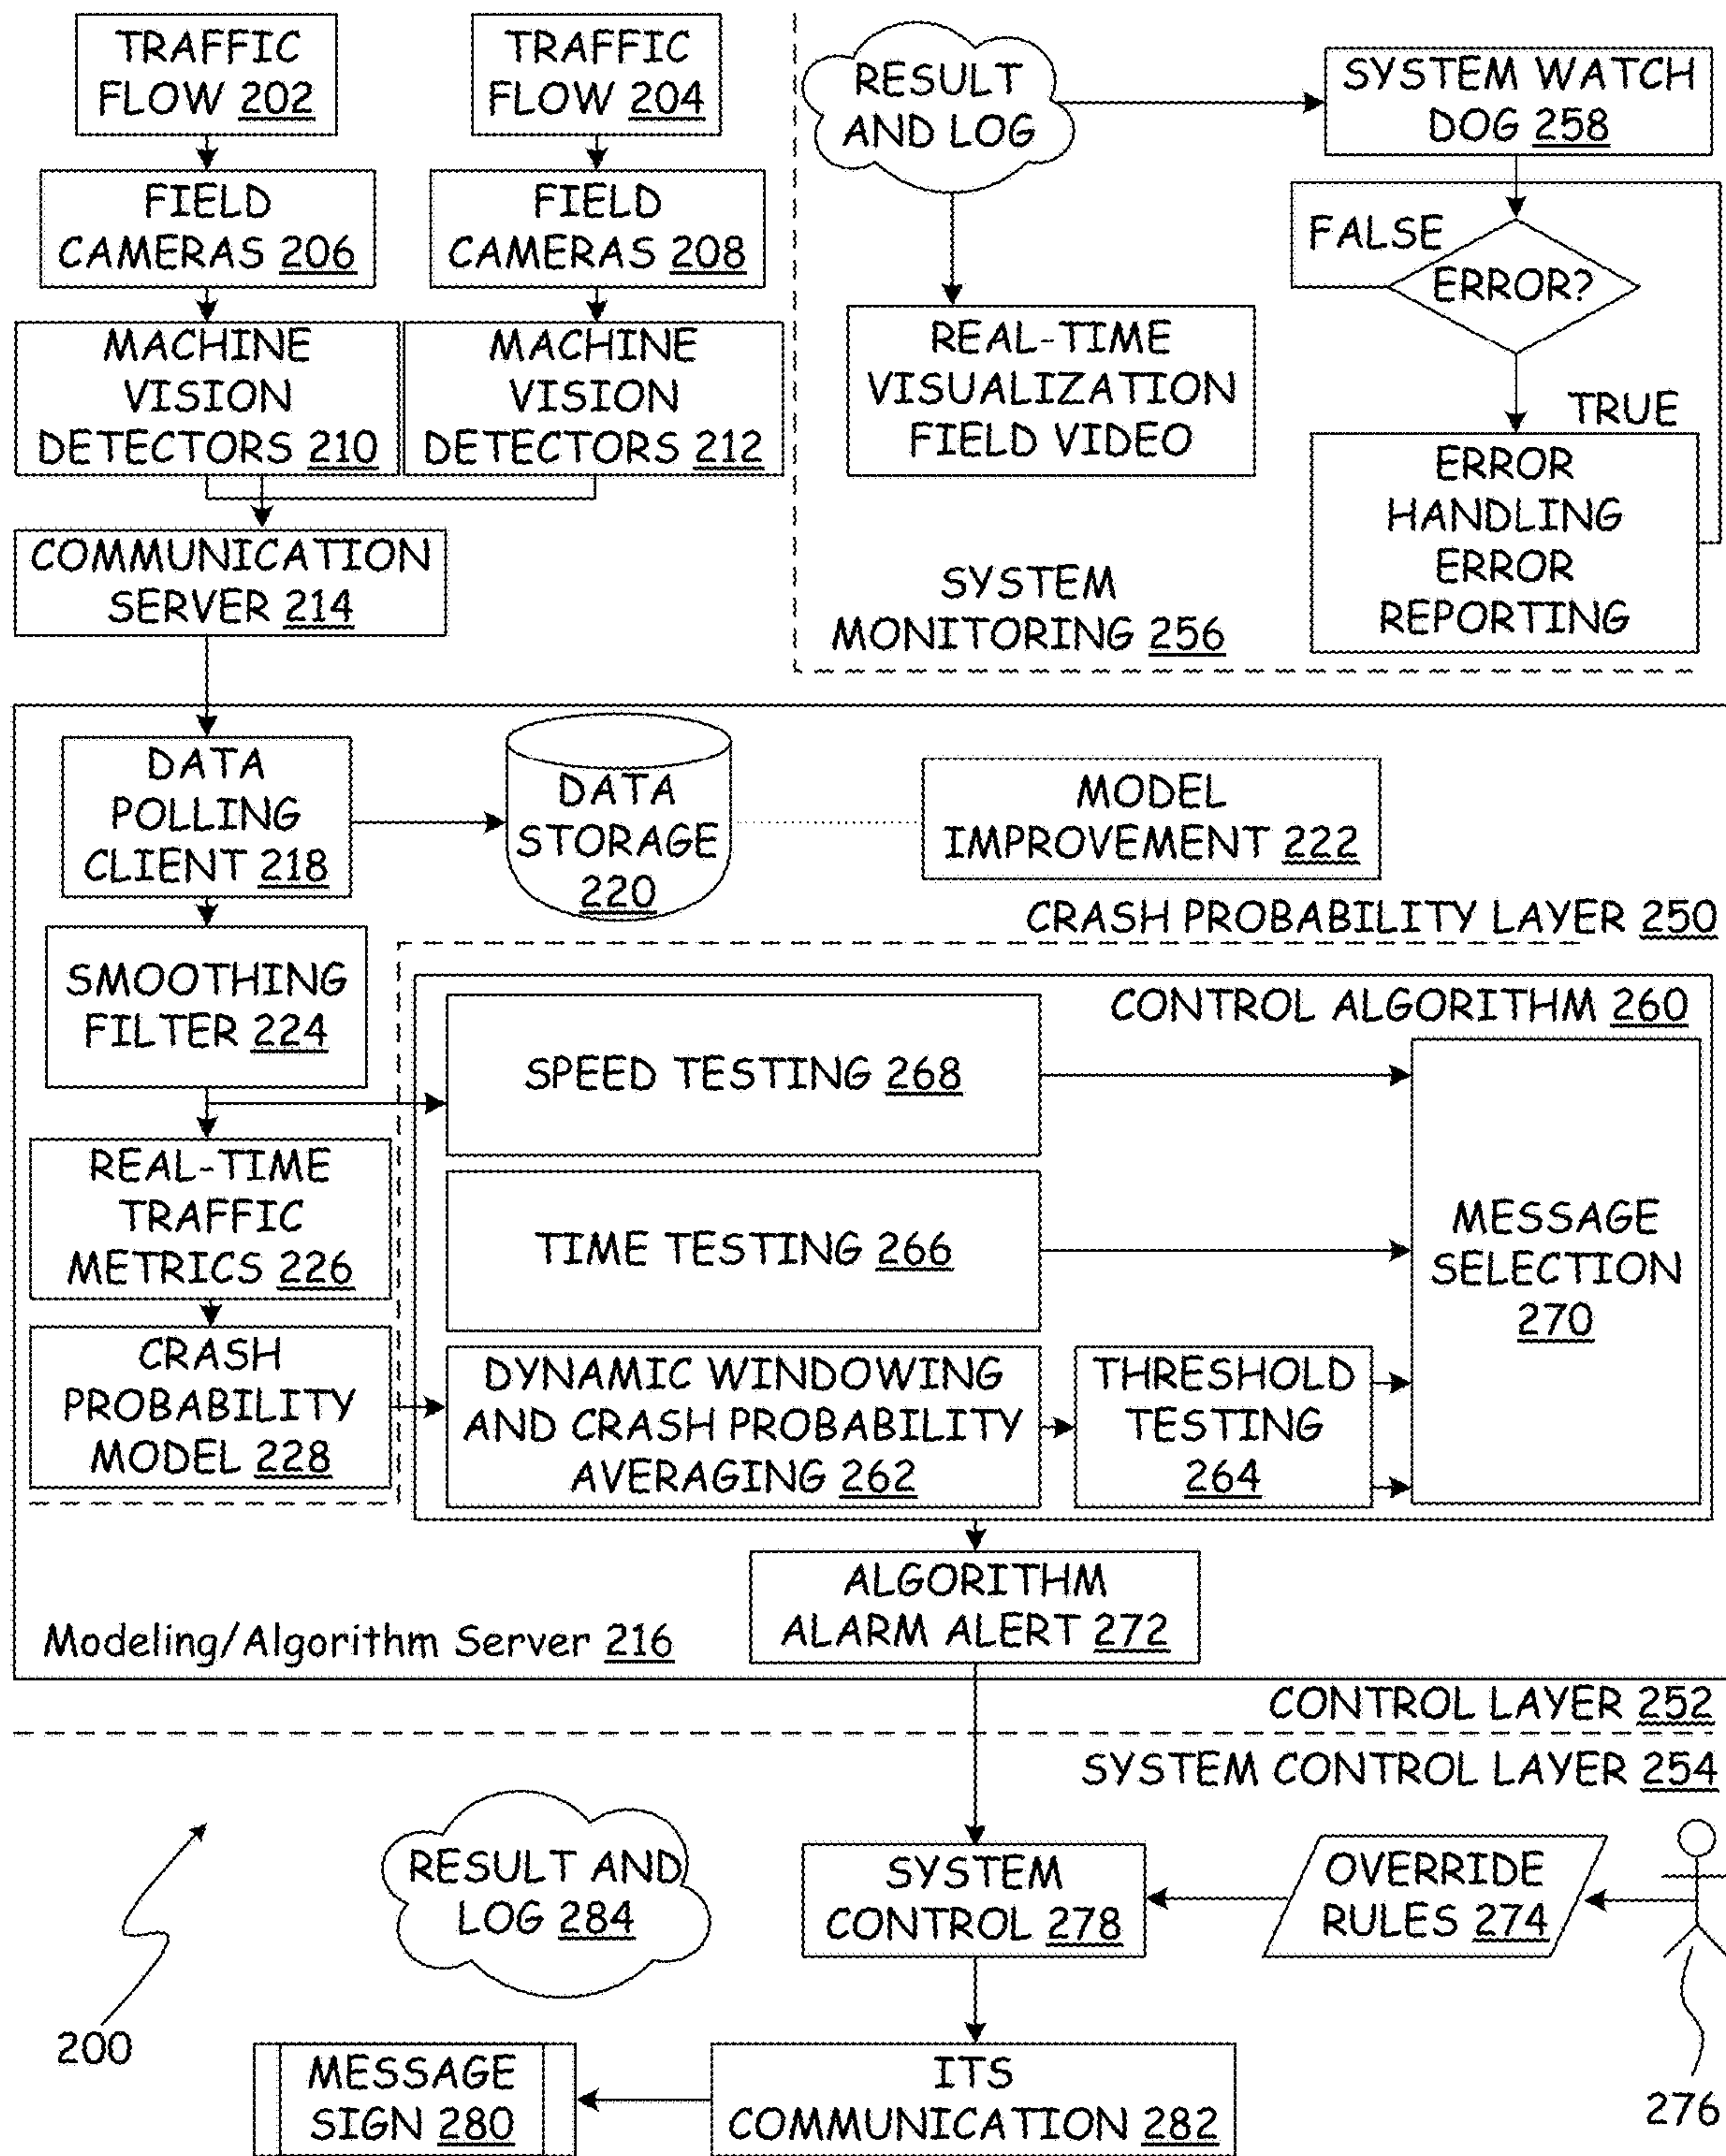 TRAFFIC
FLOW 202
TRAFFIC
FLOW 204
FIELD
CAMERAS 206
FIELD
CAMERAS 208
MACHINE
VISION
DETECTORS 210
MACHINE
VISION
DETECTORS 212
COMMUNICATION
SERVER 214
RESULT
AND LOG
SYSTEM WATCH
DOG 258
FALSE
ERROR?
TRUE
REAL-TIME
VISUALIZATION
FIELD VIDEO
ERROR
HANDLING
ERROR
REPORTING
SYSTEM
MONITORING 256
DATA
POLLING
CLIENT 218
DATA
STORAGE
220
MODEL
IMPROVEMENT 222
CRASH PROBABILITY LAYER 250
SMOOTHING
FILTER 224
CONTROL ALGORITHM 260
SPEED TESTING 268
REAL-TIME
TRAFFIC
METRICS 226
TIME TESTING 266
MESSAGE
SELECTION
270
CRASH
PROBABILITY
MODEL 228
DYNAMIC WINDOWING
AND CRASH PROBABILITY
AVERAGING 262
THRESHOLD
TESTING
264
ALGORITHM
ALARM ALERT 272
Modeling/Algorithm Server 216
CONTROL LAYER 252
SYSTEM CONTROL LAYER 254
RESULT AND
LOG 284
SYSTEM
CONTROL 278
OVERRIDE
RULES 274
200
276
MESSAGE
SIGN 280
ITS
COMMUNICATION 282